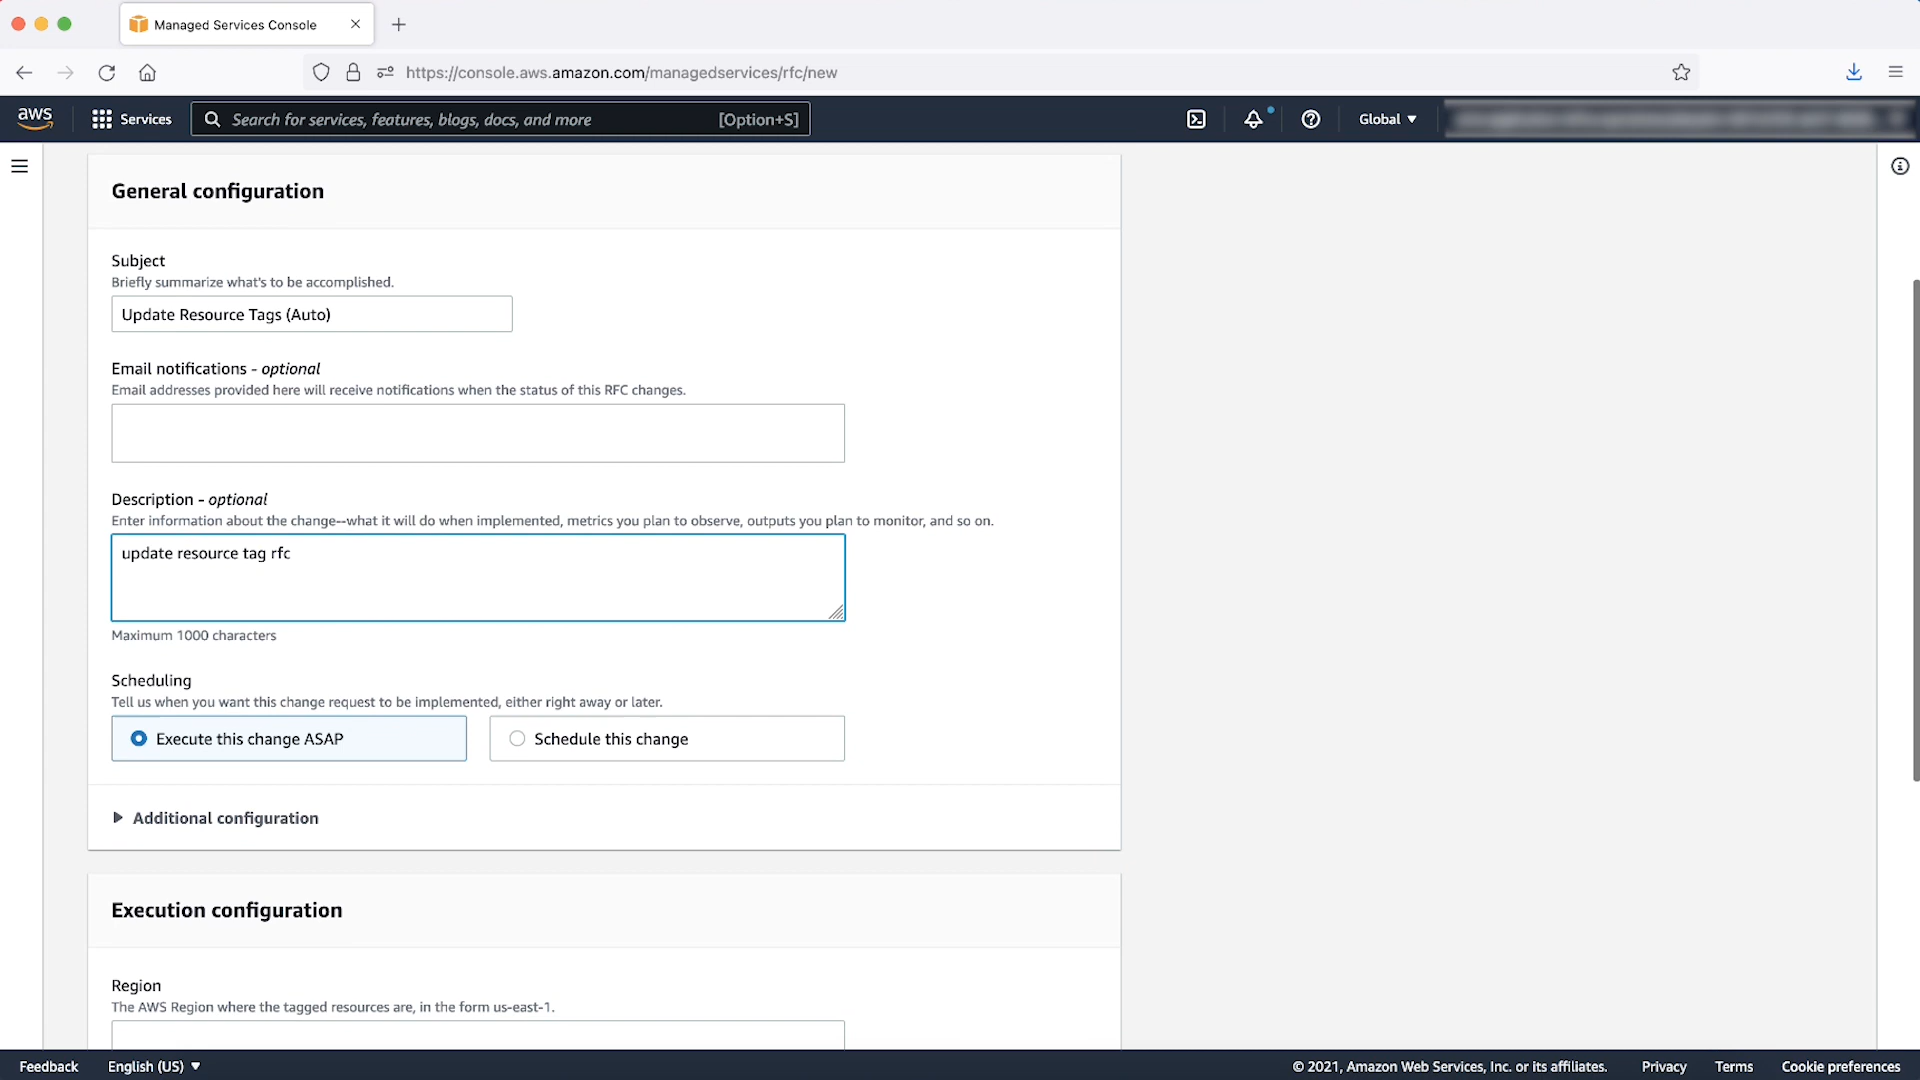 Managed Services Console
https://console.aws.amazon.com/managedservices/rfc/new
aws
Services
Search for services, features, blogs, docs, and more [Option+S]
Global
General configuration
Subject
Briefly summarize what's to be accomplished.
Update Resource Tags (Auto)
Email notifications - optional
Email addresses provided here will receive notifications when the status of this RFC changes.
Description - optional
Enter information about the change--what it will do when implemented, metrics you plan to observe, outputs you plan to monitor, and so on.
update resource tag rfc
Maximum 1000 characters
Scheduling
Tell us when you want this change request to be implemented, either right away or later.
Execute this change ASAP
Schedule this change
Additional configuration
Execution configuration
Region
The AWS Region where the tagged resources are, in the form us-east-1.
Feedback English (US) © 2021, Amazon Web Services, Inc. or its affiliates. Privacy Terms Cookie preferences